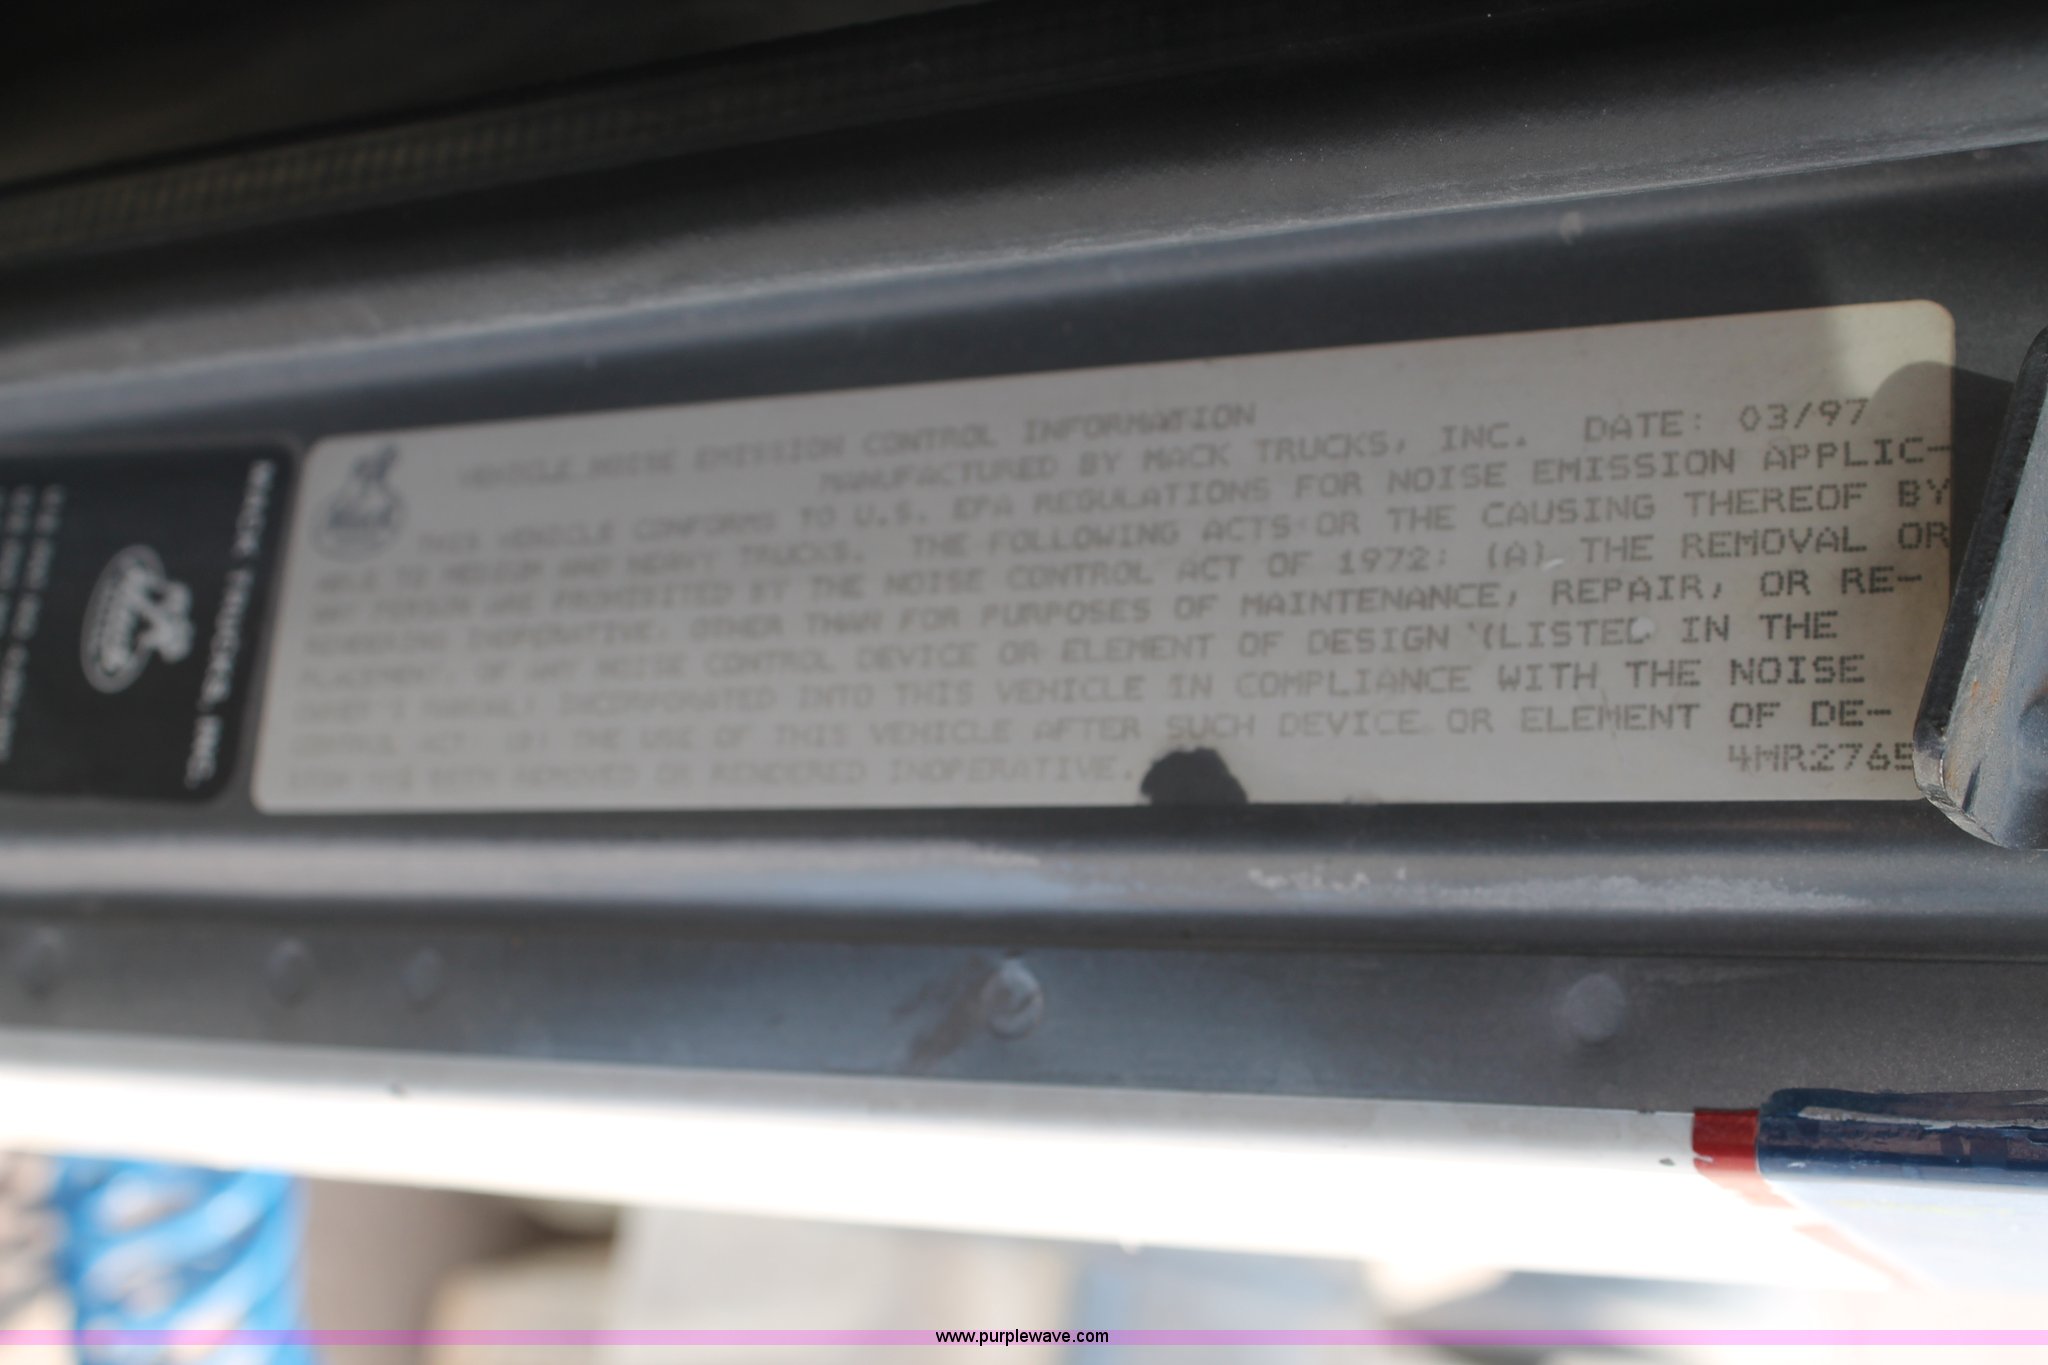 VEHICLE NOISE EMISSION CONTROL INFORMATION
MANUFACTURED BY MACK TRUCKS, INC. DATE: 03/97
THIS VEHICLE CONFORMS TO U.S. EPA REGULATIONS FOR NOISE EMISSION APPLIC-
ABLE TO MEDIUM AND HEAVY TRUCKS. THE FOLLOWING ACTS OR THE CAUSING THEREOF BY
ANY PERSON ARE PROHIBITED BY THE NOISE CONTROL ACT OF 1972: (A) THE REMOVAL OR
RENDERING INOPERATIVE, OTHER THAN FOR PURPOSES OF MAINTENANCE, REPAIR, OR RE-
PLACEMENT, OF ANY NOISE CONTROL DEVICE OR ELEMENT OF DESIGN (LISTED IN THE
OWNER'S MANUAL) INCORPORATED INTO THIS VEHICLE IN COMPLIANCE WITH THE NOISE
CONTROL ACT; (B) THE USE OF THIS VEHICLE AFTER SUCH DEVICE OR ELEMENT OF DE-
SIGN HAS BEEN REMOVED OR RENDERED INOPERATIVE.
4MR2765
MACK TRUCKS, INC.
Mack
www.purplewave.com